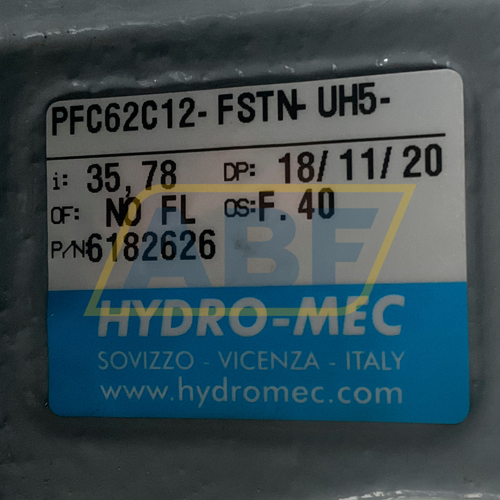 PFC62C12- FSTN- UH5-
i: 35,78 DP: 18/11/20
OF: NO FL OS:F.40
P/N:6182626
ABF
HYDRO-MEC
SOVIZZO - VICENZA - ITALY
www.hydromec.com